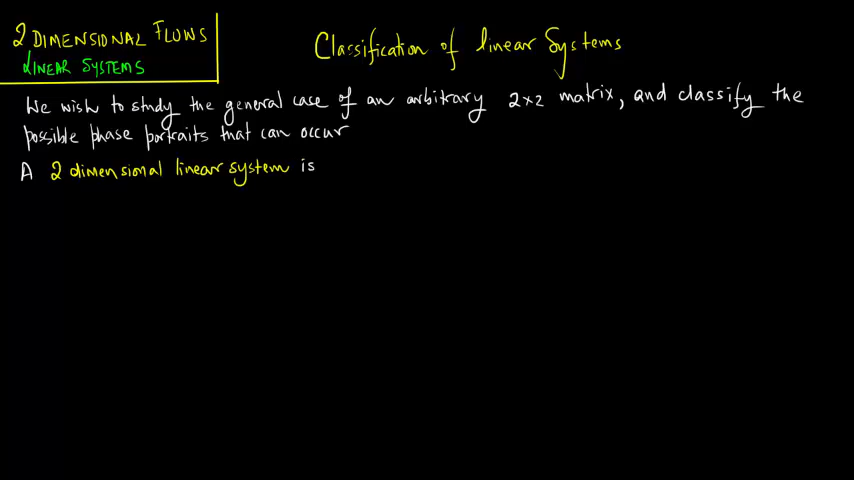 2 DIMENSIONAL FLOWS
LINEAR SYSTEMS
Classification of linear Systems
We wish to study the general case of an arbitrary 2x2 matrix, and classify the
possible phase portraits that can occur
A 2 dimensional linear system is